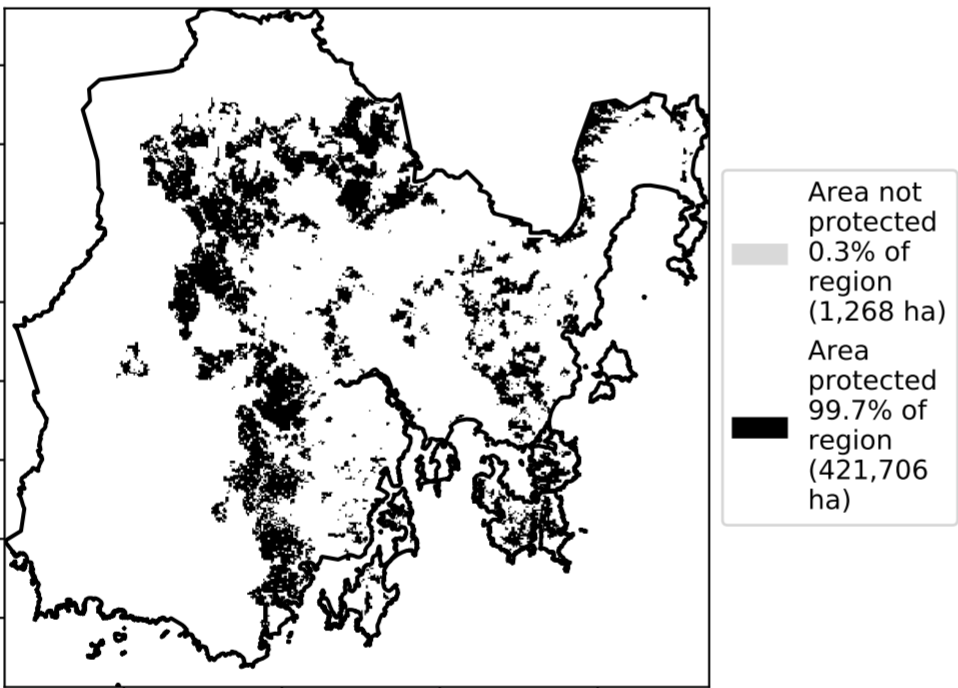 Area not
protected
0.3% of
region
(1,268 ha)
Area
protected
99.7% of
region
(421,706
ha)